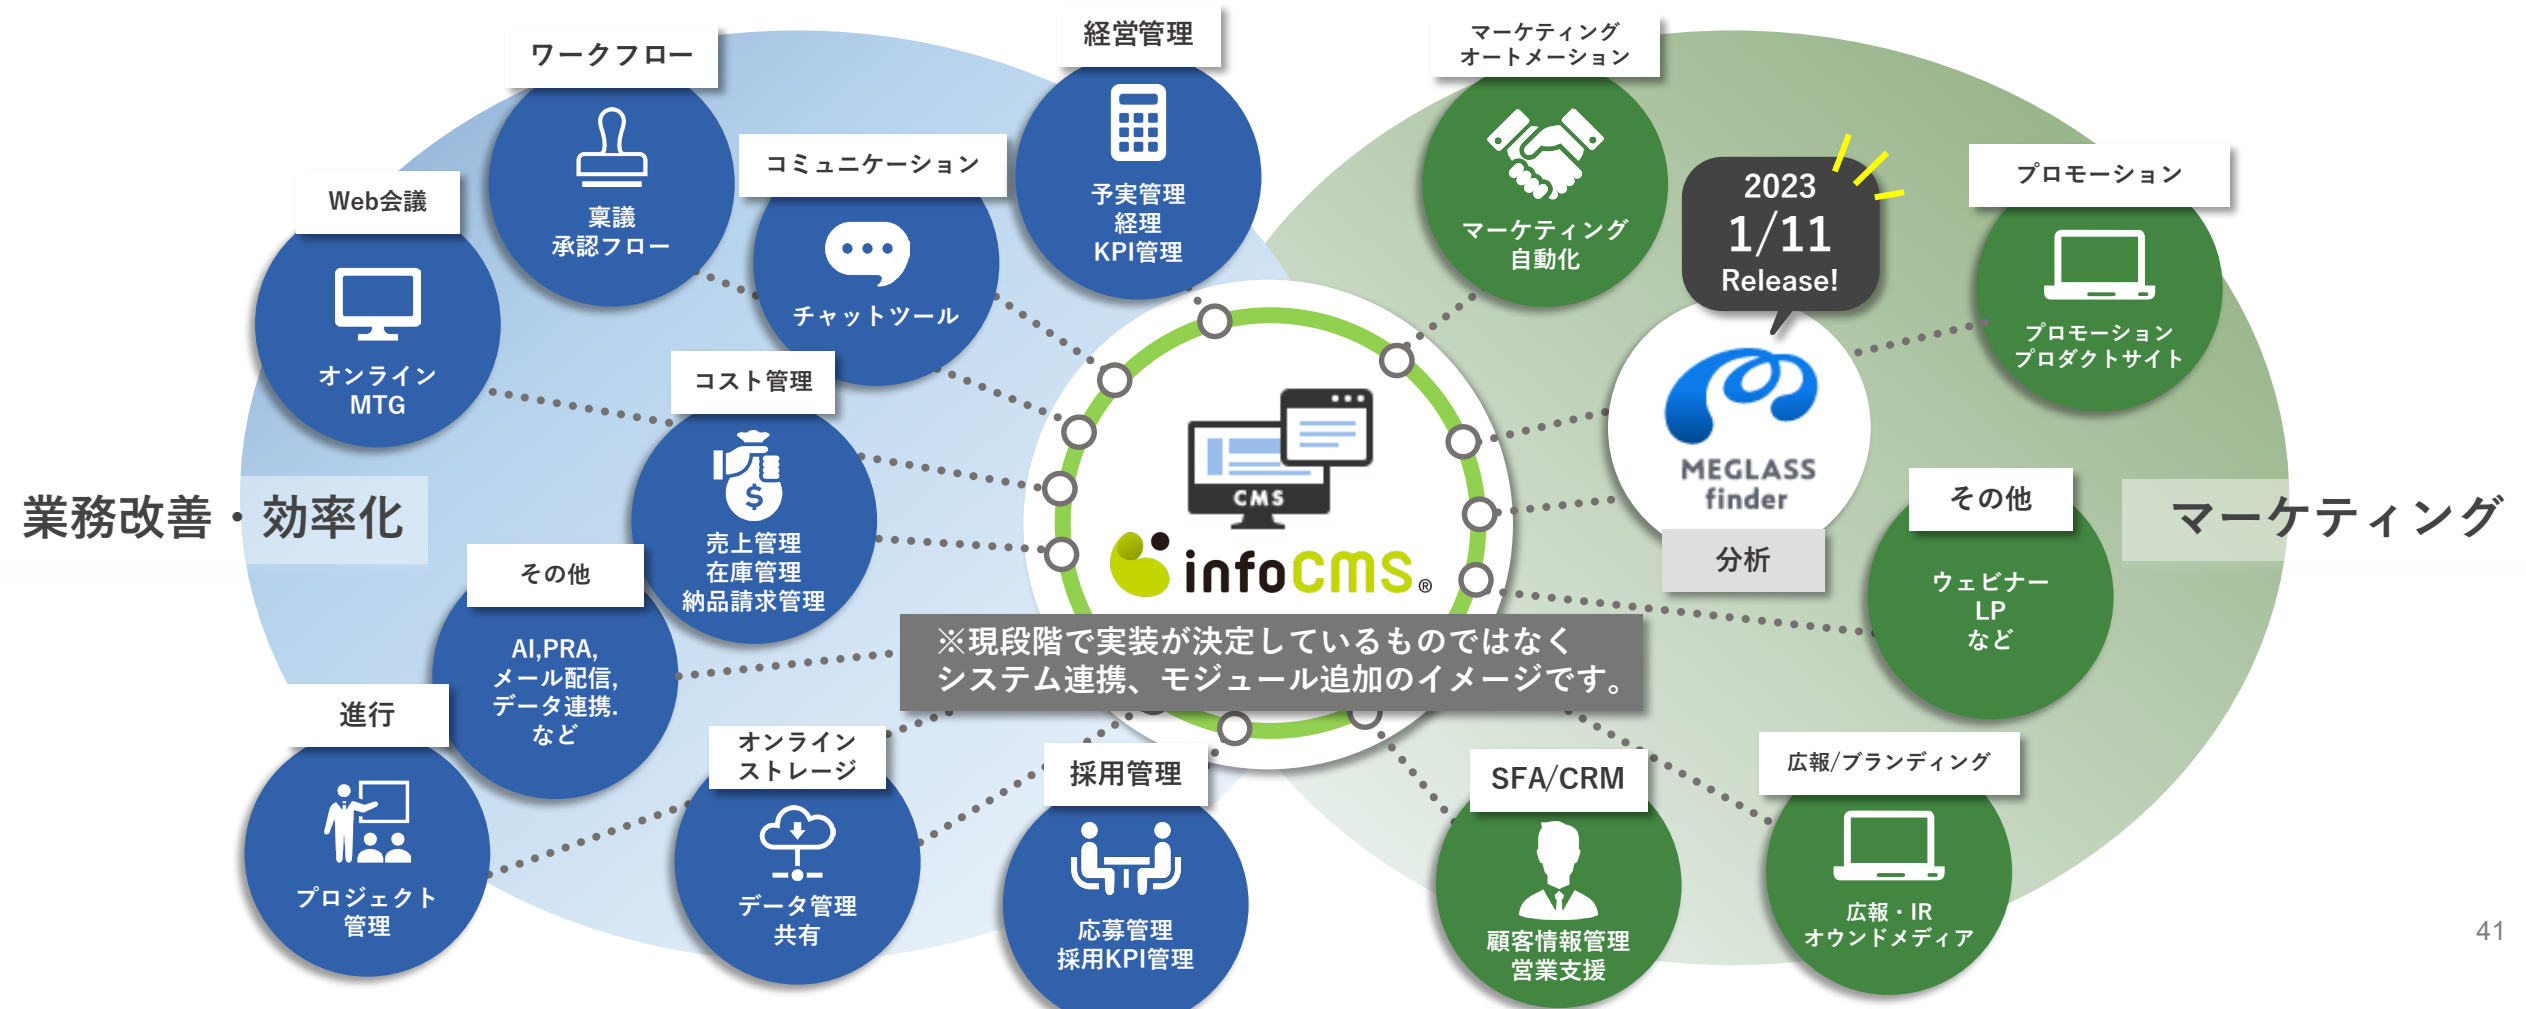 業務改善・効率化
Web会議
オンライン
MTG
ワークフロー
稟議
承認フロー
コミュニケーション
チャットツール
経営管理
予実管理
経理
KPI管理
コスト管理
売上管理
在庫管理
納品請求管理
その他
AI,PRA,
メール配信,
データ連携.
など
進行
プロジェクト
管理
オンライン
ストレージ
データ管理
共有
採用管理
応募管理
採用KPI管理
CMS
infoCMS®
※現段階で実装が決定しているものではなく
システム連携、モジュール追加のイメージです。
マーケティング
オートメーション
マーケティング
自動化
2023
1/11
Release!
MEGLASS
finder
分析
プロモーション
プロモーション
プロダクトサイト
その他
ウェビナー
LP
など
マーケティング
SFA/CRM
顧客情報管理
営業支援
広報/ブランディング
広報・IR
オウンドメディア
41